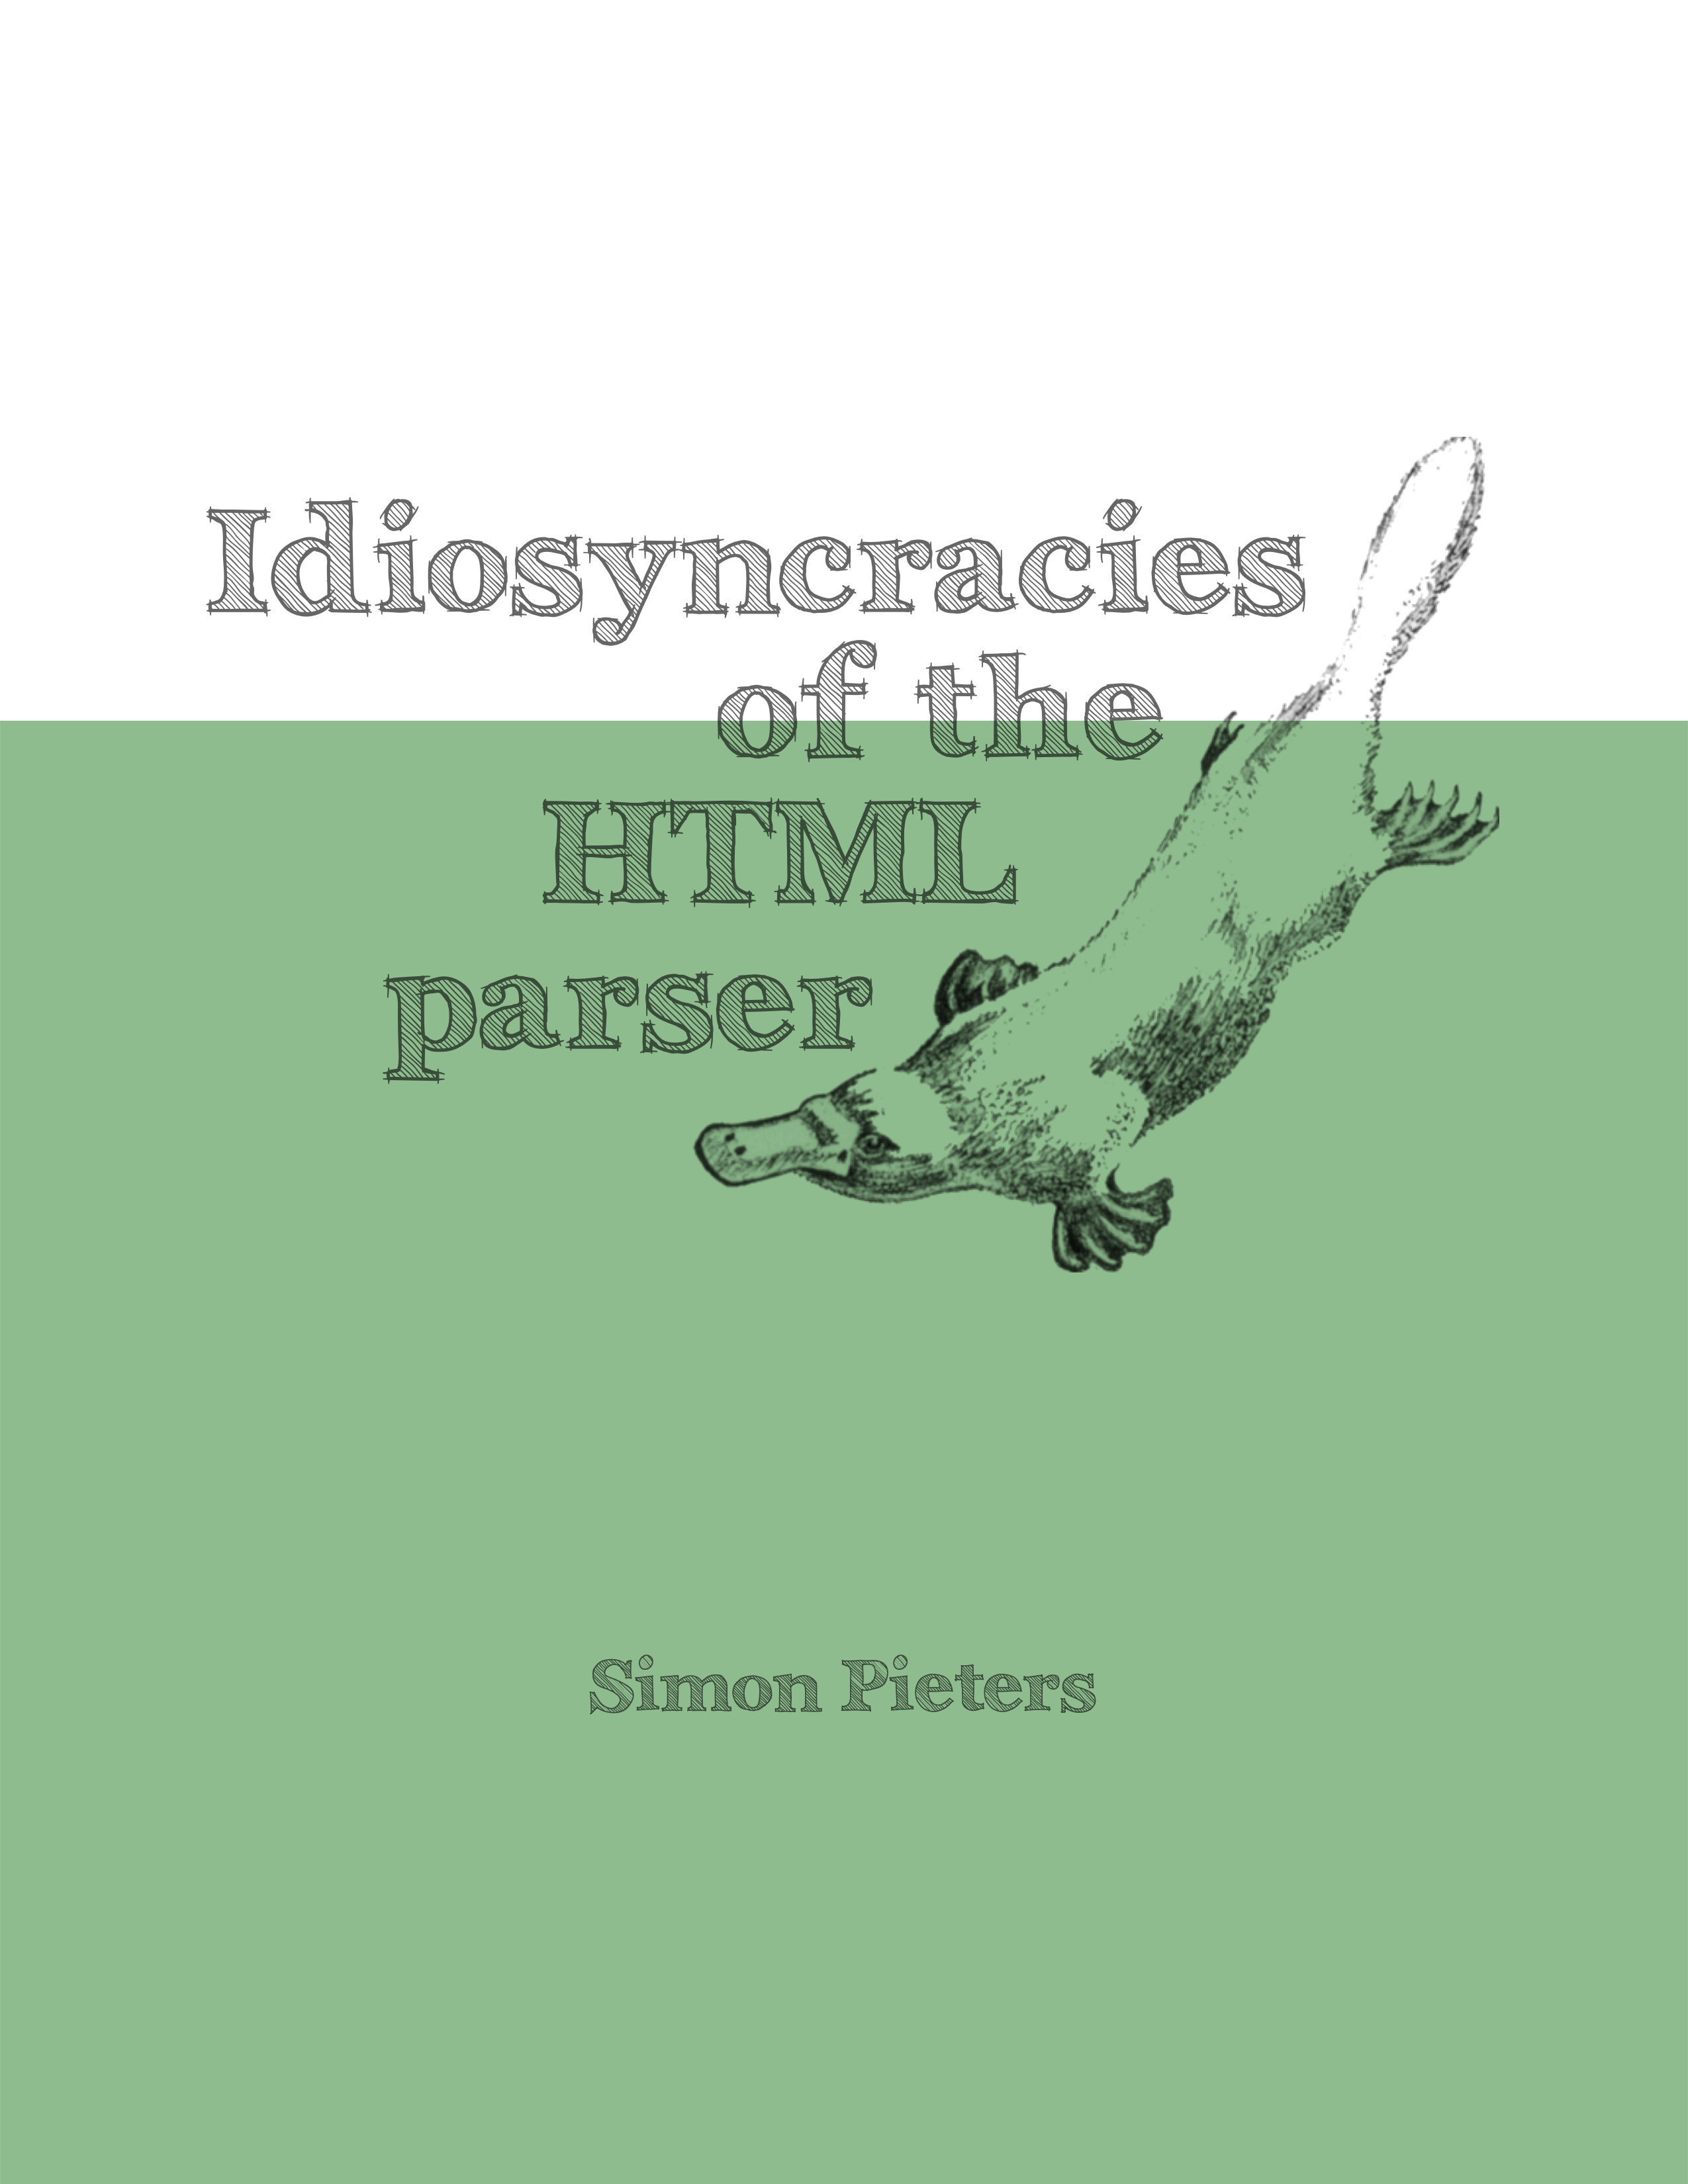 Idiosyncracies
of the
HTML
parser
Simon Pieters